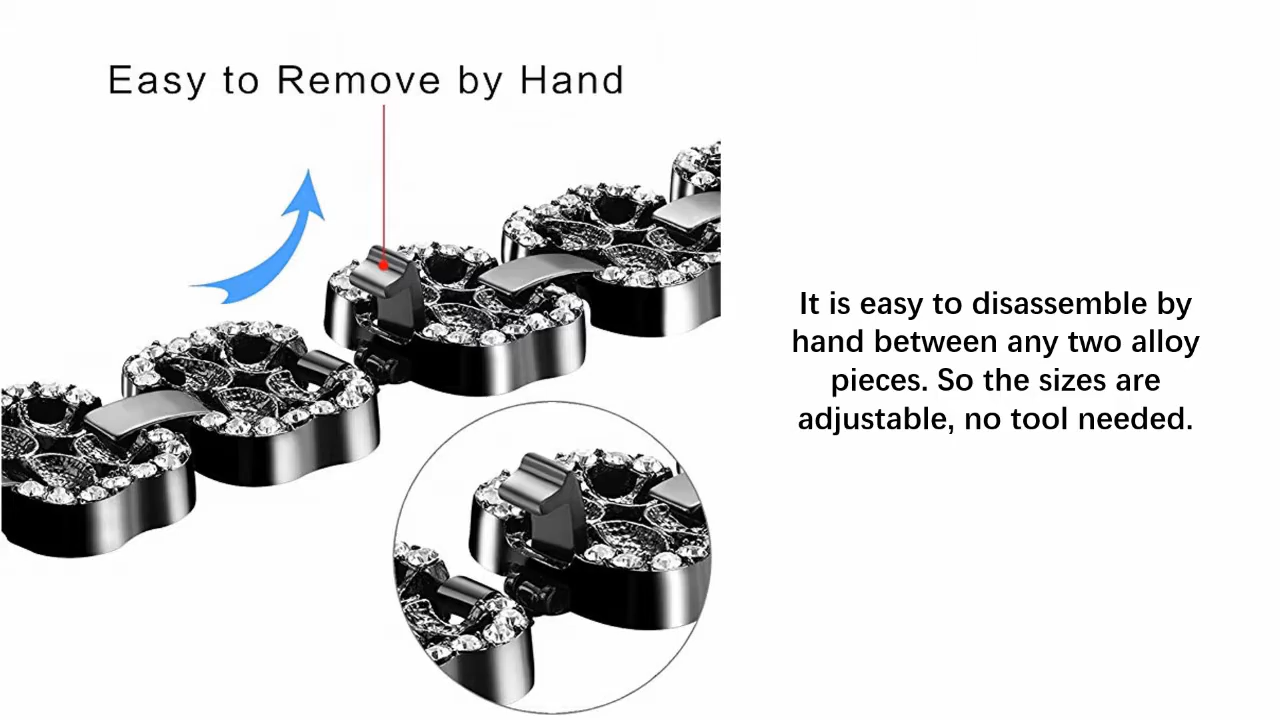 Easy to Remove by Hand
It is easy to disassemble by
hand between any two alloy
pieces. So the sizes are
adjustable, no tool needed.